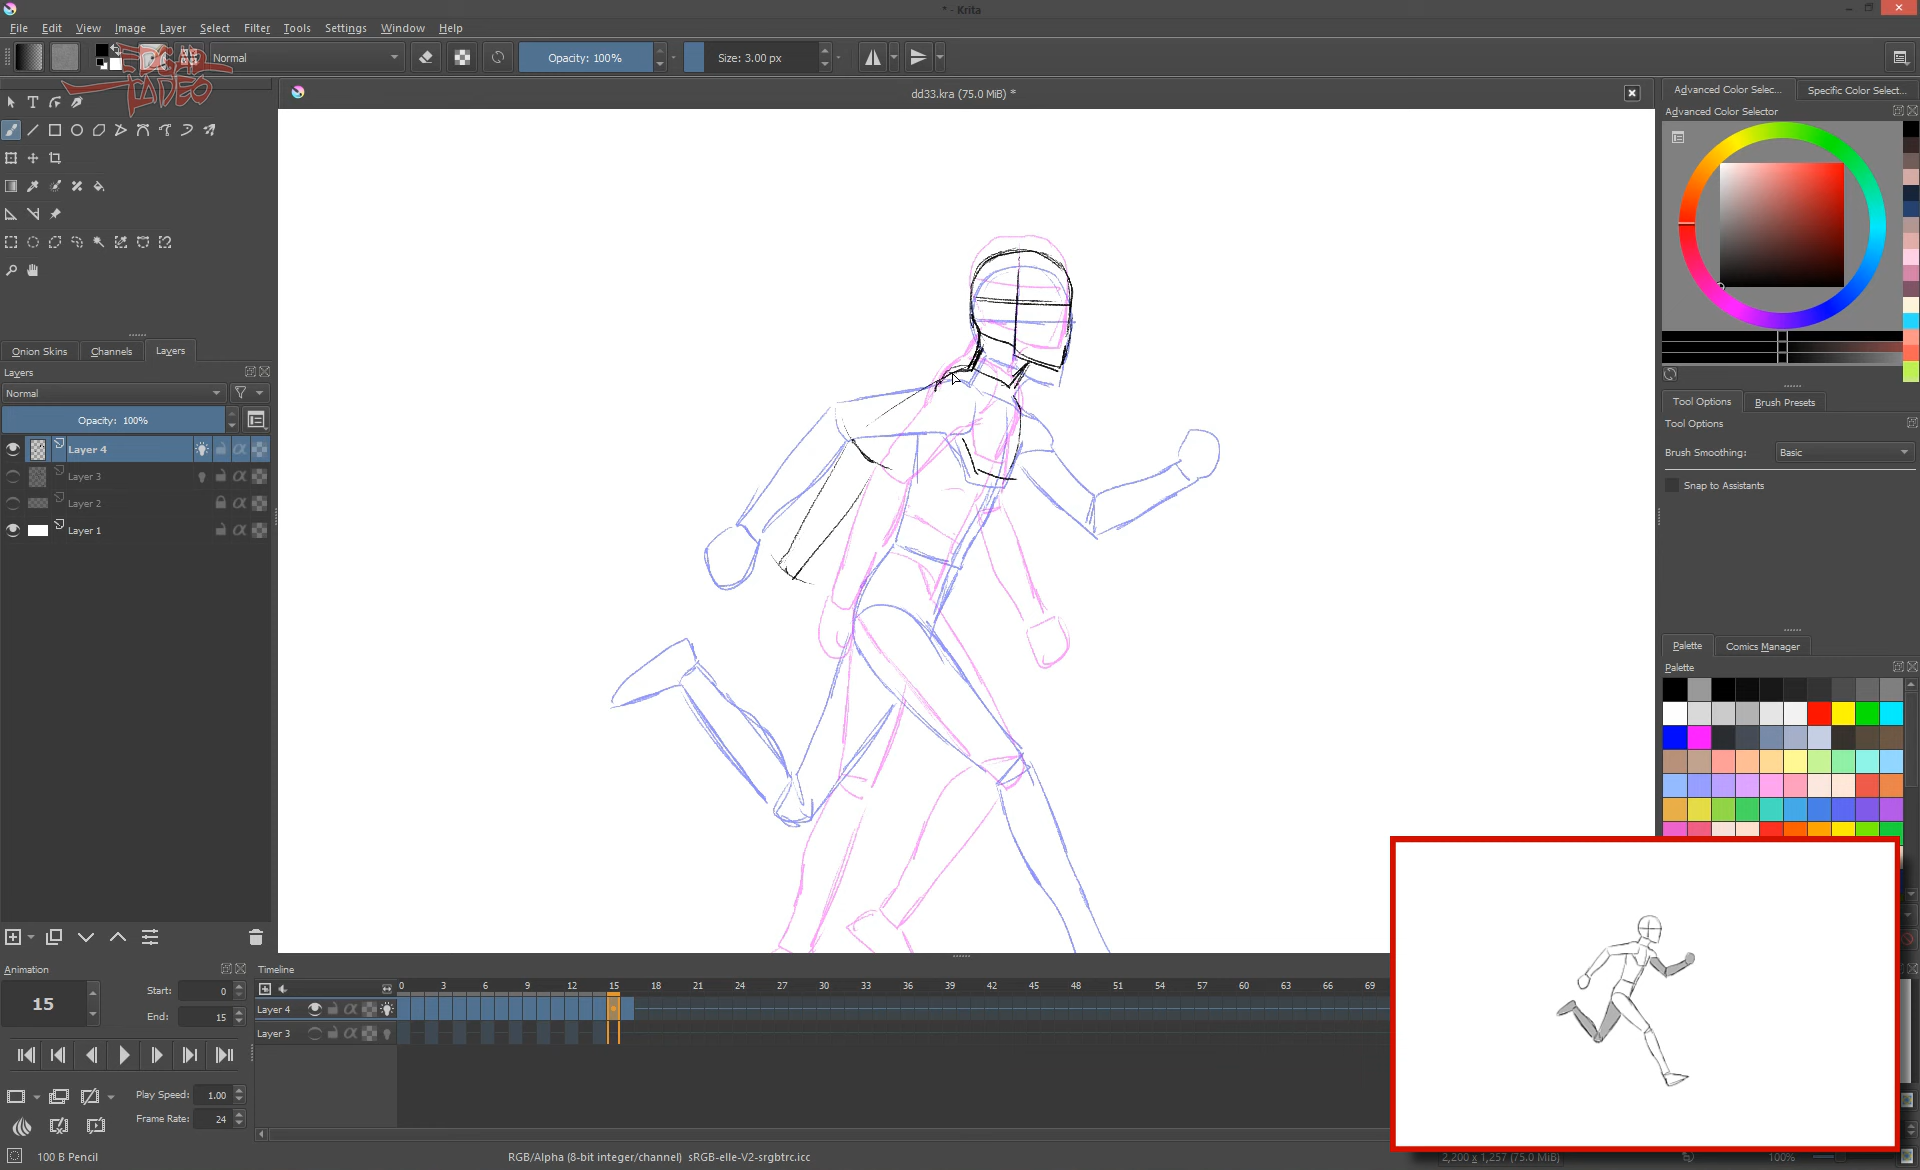 * - Krita
File Edit View Image Layer Select Filter Tools Settings Window Help
EDGAR TADEO
Normal
Opacity: 100%
Size: 3.00 px
dd33.kra (75.0 MiB) *
Advanced Color Selec...
Specific Color Select...
Advanced Color Selector
Onion Skins
Channels
Layers
Layers
Normal
Opacity: 100%
Layer 4
Layer 3
Layer 2
Layer 1
Tool Options
Brush Presets
Tool Options
Brush Smoothing:
Basic
Snap to Assistants
Palette
Comics Manager
Palette
Animation
15
Start: 0
End: 15
Play Speed: 1.00
Frame Rate: 24
Timeline
0 3 6 9 12 15 18 21 24 27 30 33 36 39 42 45 48 51 54 57 60 63 66 69
Layer 4
Layer 3
100 B Pencil
RGB/Alpha (8-bit integer/channel) sRGB-elle-V2-srgbtrc.icc
2,200 x 1,257 (75.0 MiB)
100%